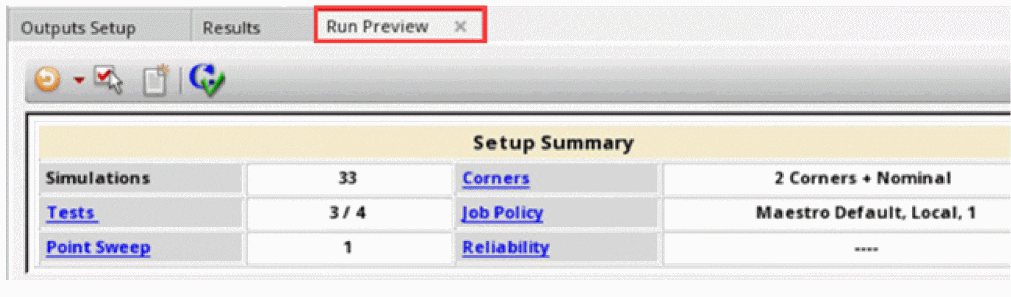 Outputs Setup Results Run Preview ×
Setup Summary
Simulations 33 Corners 2 Corners + Nominal
Tests 3 / 4 Job Policy Maestro Default, Local, 1
Point Sweep 1 Reliability ----